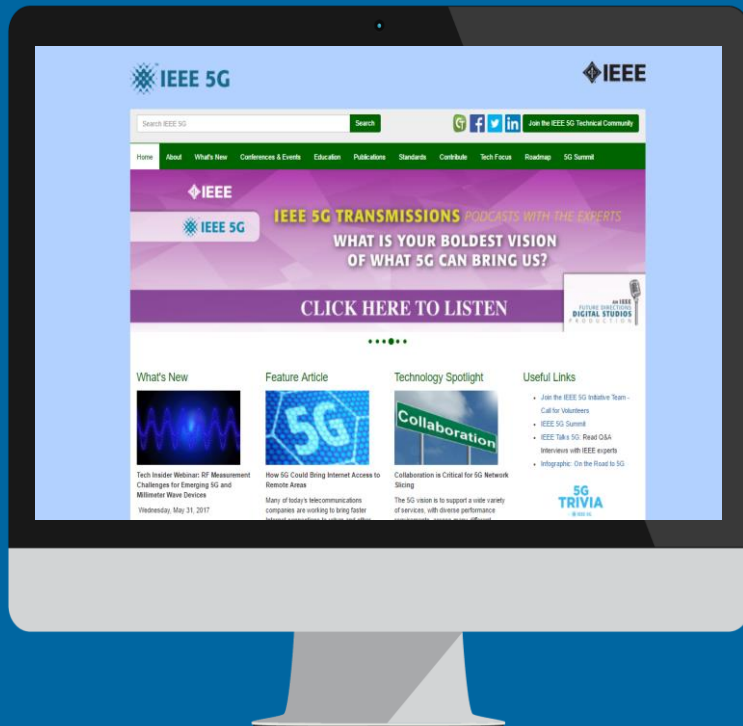 IEEE 5G
IEEE
Search IEEE 5G
Search
Join the IEEE 5G Technical Community
Home About What's New Conferences & Events Education Publications Standards Contribute Tech Focus Roadmap 5G Summit
IEEE
IEEE 5G
IEEE 5G TRANSMISSIONS PODCASTS WITH THE EXPERTS
WHAT IS YOUR BOLDEST VISION
OF WHAT 5G CAN BRING US?
CLICK HERE TO LISTEN
an IEEE
FUTURE DIRECTIONS
DIGITAL STUDIOS
PRODUCTION
What's New
Tech Insider Webinar: RF Measurement
Challenges for Emerging 5G and
Millimeter Wave Devices
Wednesday, May 31, 2017
Feature Article
5G
How 5G Could Bring Internet Access to
Remote Areas
Many of today's telecommunications
companies are working to bring faster
Technology Spotlight
Collaboration
Collaboration is Critical for 5G Network
Slicing
The 5G vision is to support a wide variety
of services, with diverse performance
Useful Links
Join the IEEE 5G Initiative Team -
Call for Volunteers
IEEE 5G Summit
IEEE Talks 5G: Read Q&A
Interviews with IEEE experts
Infographic: On the Road to 5G
5G
TRIVIA